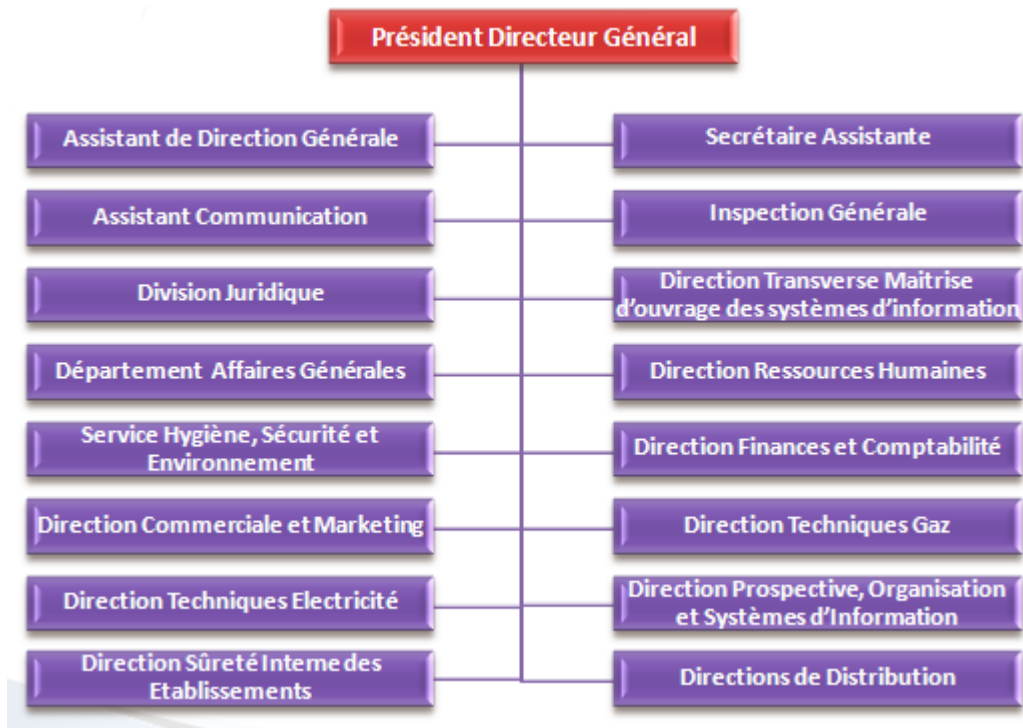 Président Directeur Général
Assistant de Direction Générale
Secrétaire Assistante
Assistant Communication
Inspection Générale
Division Juridique
Direction Transverse Maitrise
d'ouvrage des systèmes d'information
Département Affaires Générales
Direction Ressources Humaines
Service Hygiène, Sécurité et
Environnement
Direction Finances et Comptabilité
Direction Commerciale et Marketing
Direction Techniques Gaz
Direction Techniques Electricité
Direction Prospective, Organisation
et Systèmes d'Information
Direction Sûreté Interne des
Etablissements
Directions de Distribution